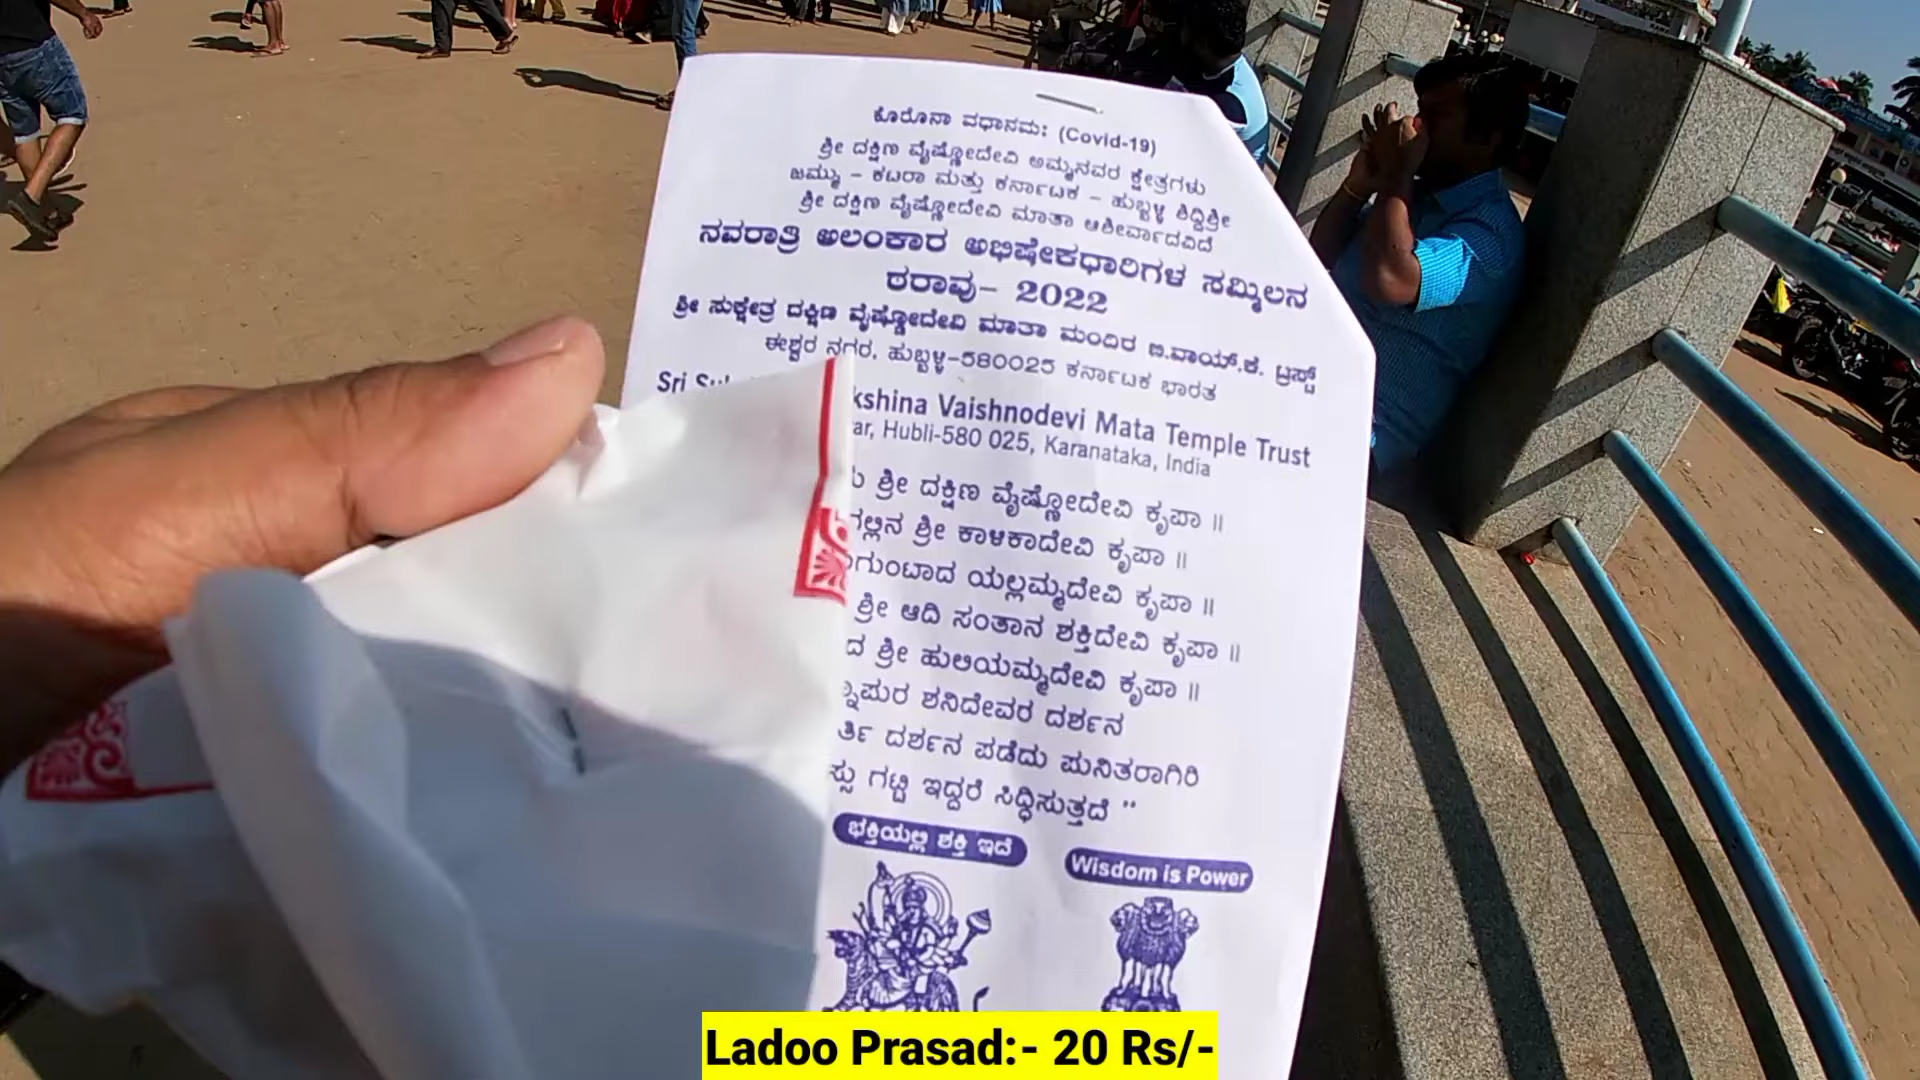 ಕೊರೊನಾ ವಧಾನಮಃ (Covid-19)
ಶ್ರೀ ದಕ್ಷಿಣ ವೈಷ್ಣೋದೇವಿ ಅಮ್ಮನವರ ಕ್ಷೇತ್ರಗಳು
ಜಮ್ಮು – ಕಟರಾ ಮತ್ತು ಕರ್ನಾಟಕ – ಹುಬ್ಬಳ್ಳಿ
ಶ್ರೀ ದಕ್ಷಿಣ ವೈಷ್ಣೋದೇವಿ ಮಾತಾ ಆಶೀರ್ವಾದವಿದೆ
ನವರಾತ್ರಿ ಅಲಂಕಾರ ಅಭಿಷೇಕಧಾರಿಗಳ ಸಮ್ಮಿಲನ
ಠರಾವು– 2022
ಶ್ರೀ ಸುಕ್ಷೇತ್ರ ದಕ್ಷಿಣ ವೈಷ್ಣೋದೇವಿ ಮಾತಾ ಮಂದಿರ ಐ.ವಾಯ್.ಕೆ. ಟ್ರಸ್ಟ್
ಈಶ್ವರ ನಗರ, ಹುಬ್ಬಳ್ಳಿ–580025 ಕರ್ನಾಟಕ ಭಾರತ
Sri kshina Vaishnodevi Mata Temple Trust
ar, Hubli-580 025, Karanataka, India
ಶ್ರೀ ದಕ್ಷಿಣ ವೈಷ್ಣೋದೇವಿ ಕೃಪಾ ||
ಗಲ್ಲಿನ ಶ್ರೀ ಕಾಳಿಕಾದೇವಿ ಕೃಪಾ ||
ಗುಂಟಾದ ಯಲ್ಲಮ್ಮದೇವಿ ಕೃಪಾ ||
ಶ್ರೀ ಆದಿ ಸಂತಾನ ಶಕ್ತಿದೇವಿ ಕೃಪಾ ||
ದ ಶ್ರೀ ಹುಲಿಯಮ್ಮದೇವಿ ಕೃಪಾ ||
ಶನಿದೇವರ ದರ್ಶನ
ರ್ತಿ ದರ್ಶನ ಪಡೆದು ಪುನಿತರಾಗಿರಿ
ಸ್ಸು ಗಟ್ಟಿ ಇದ್ದರೆ ಸಿದ್ಧಿಸುತ್ತದೆ "
ಭಕ್ತಿಯಲ್ಲಿ ಶಕ್ತಿ ಇದೆ
Wisdom is Power
Ladoo Prasad:- 20 Rs/-